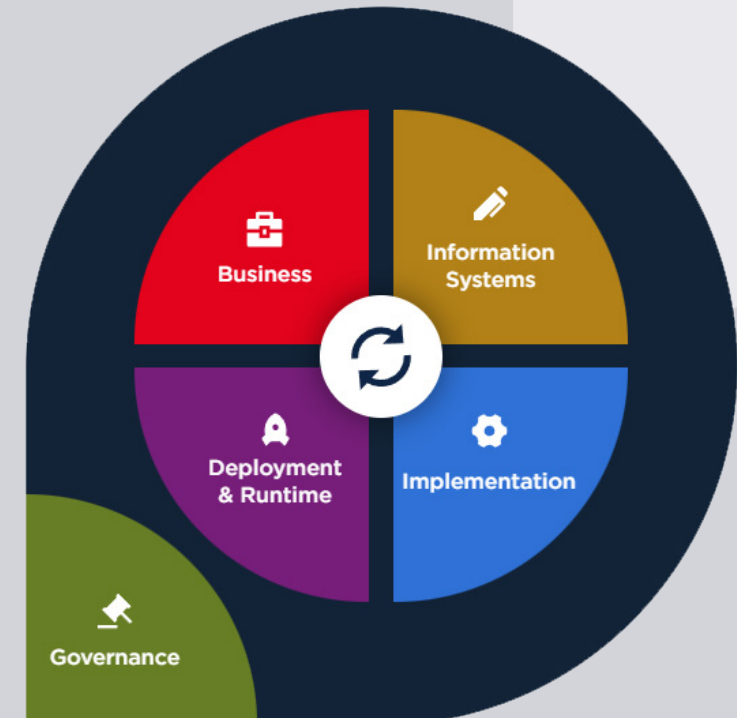 Business
Information
Systems
Deployment
& Runtime
Implementation
Governance